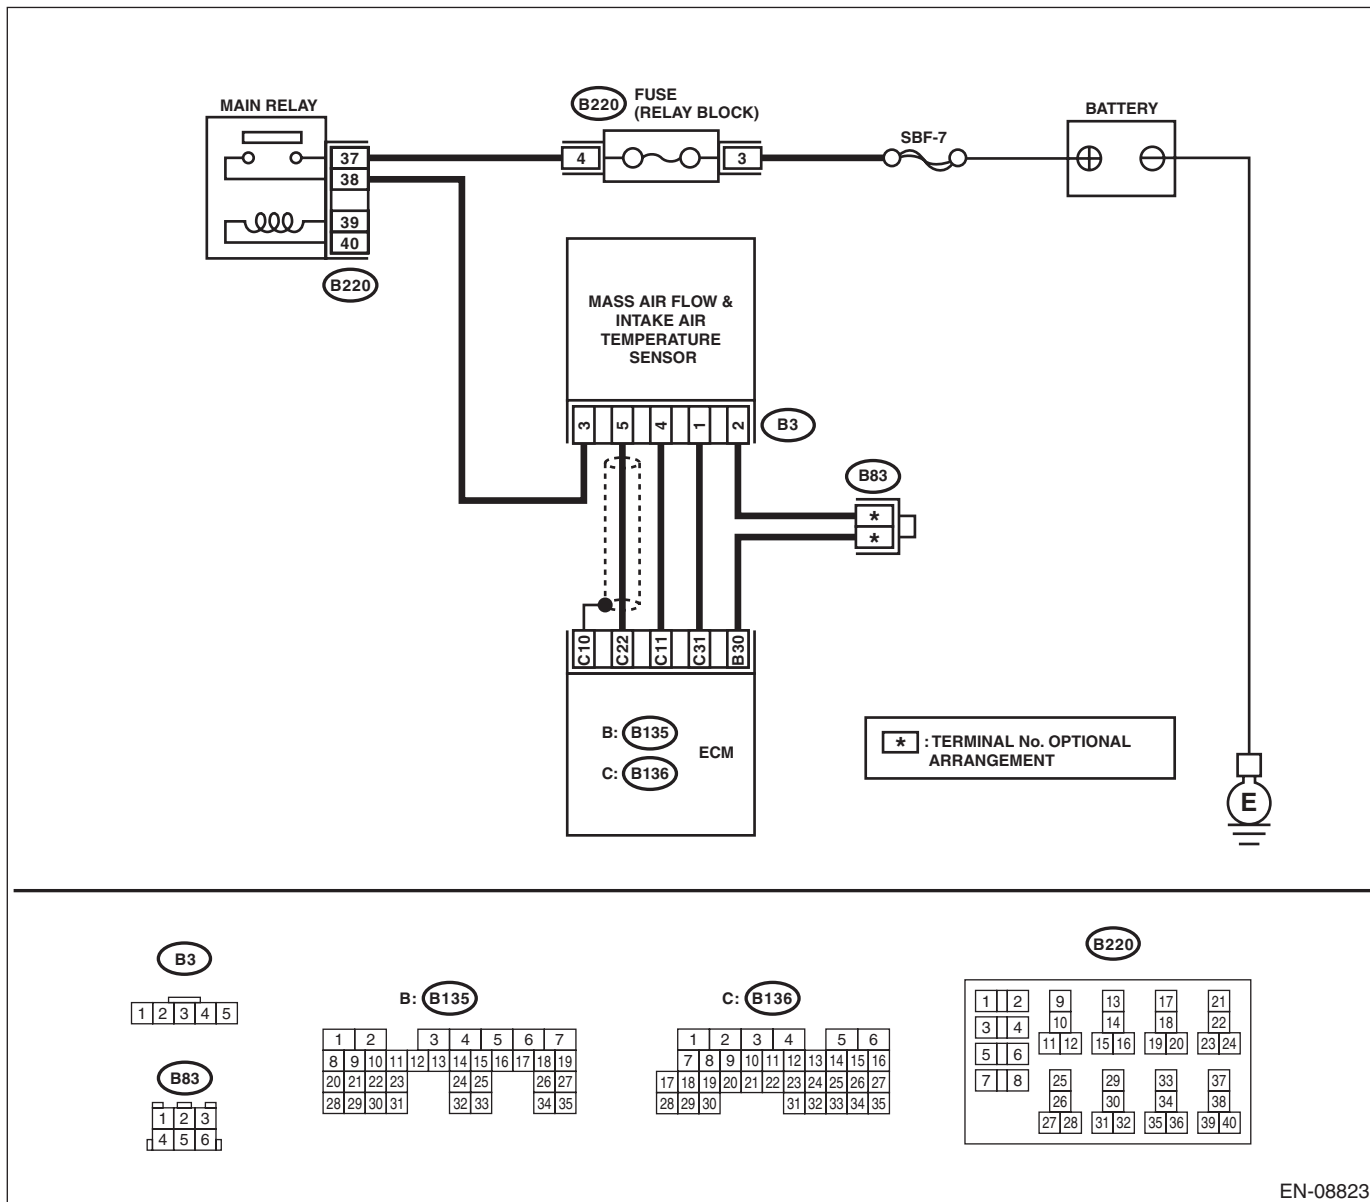 MAIN RELAY
B220
FUSE
(RELAY BLOCK)
BATTERY
SBF-7
37
4
3
38
39
40
B220
MASS AIR FLOW &
INTAKE AIR
TEMPERATURE
SENSOR
3 5 4 1 2
B3
B83
*
*
C10 C22 C11 C31 B30
B: B135
ECM
C: B136
* : TERMINAL No. OPTIONAL
ARRANGEMENT
E
B3
1 2 3 4 5
B83
1 2 3
4 5 6
B: B135
1 2 3 4 5 6 7
8 9 10 11 12 13 14 15 16 17 18 19
20 21 22 23 24 25 26 27
28 29 30 31 32 33 34 35
C: B136
1 2 3 4 5 6
7 8 9 10 11 12 13 14 15 16
17 18 19 20 21 22 23 24 25 26 27
28 29 30 31 32 33 34 35
B220
1 2 9 13 17 21
3 4 10 14 18 22
11 12 15 16 19 20 23 24
5 6
7 8 25 29 33 37
26 30 34 38
27 28 31 32 35 36 39 40
EN-08823